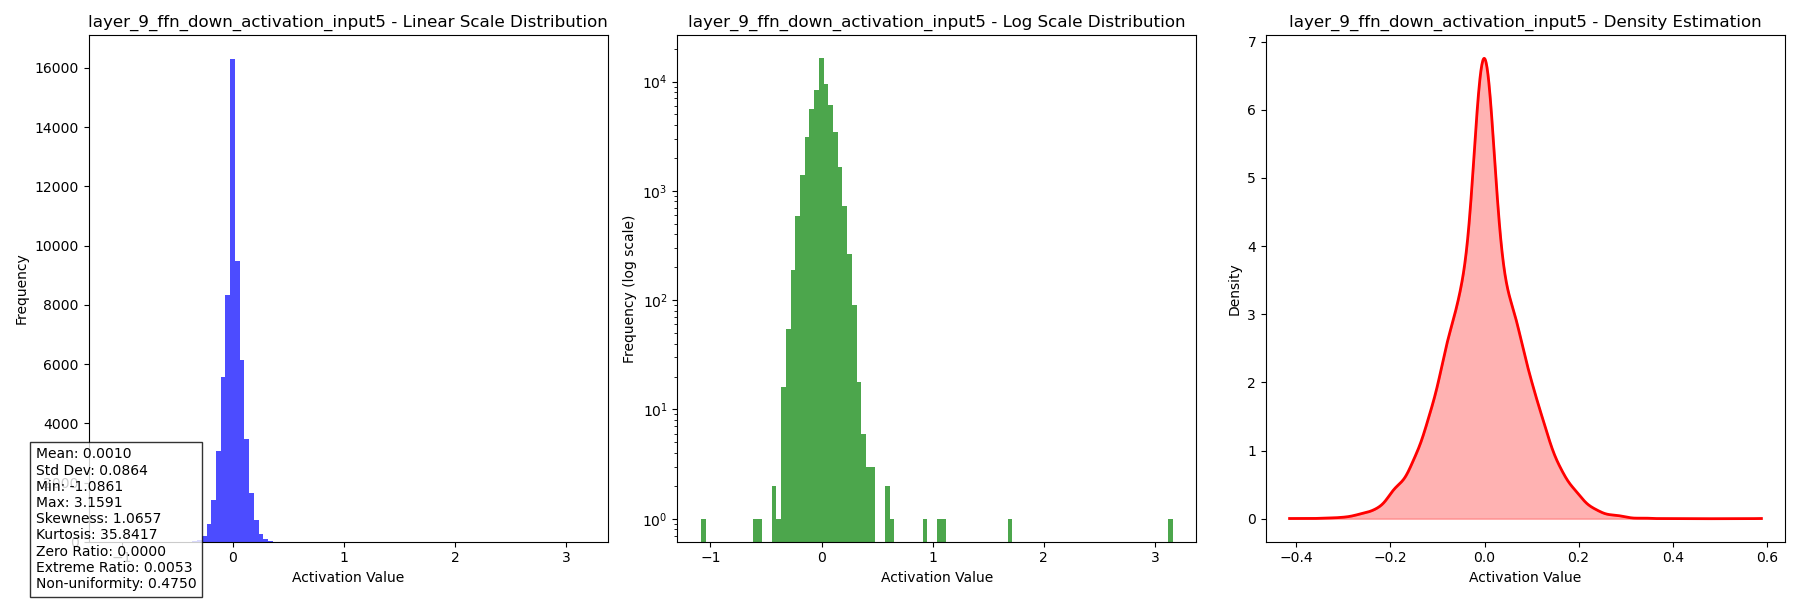 layer_9_ffn_down_activation_input5 - Linear Scale Distribution
Frequency
16000
14000
12000
10000
8000
6000
4000
2000
0
Mean: 0.0010
Std Dev: 0.0864
Min: -1.0861
Max: 3.1591
Skewness: 1.0657
Kurtosis: 35.8417
Zero Ratio: 0.0000
Extreme Ratio: 0.0053
Non-uniformity: 0.4750
−1 0 1 2 3
Activation Value
layer_9_ffn_down_activation_input5 - Log Scale Distribution
Frequency (log scale)
10⁴
10³
10²
10¹
10⁰
−1 0 1 2 3
Activation Value
layer_9_ffn_down_activation_input5 - Density Estimation
Density
7
6
5
4
3
2
1
0
−0.4 −0.2 0.0 0.2 0.4 0.6
Activation Value